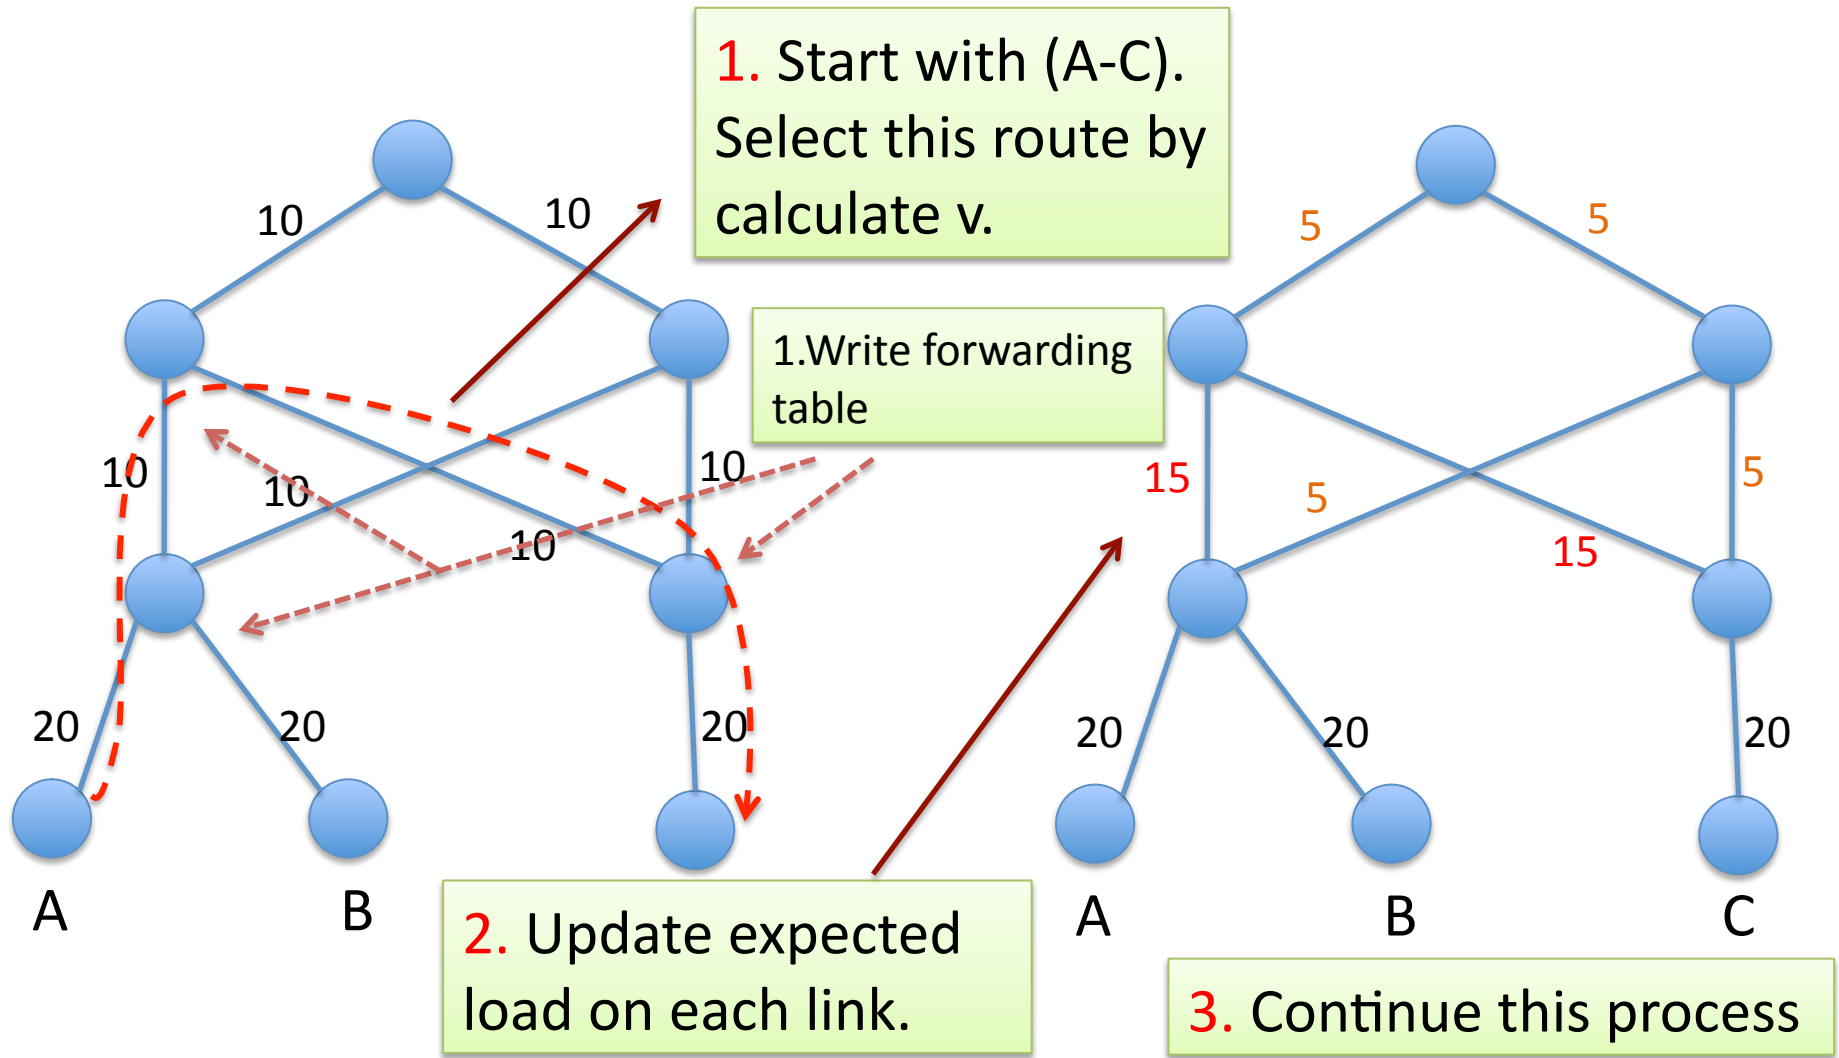 1. Start with (A-C).
Select this route by
calculate v.
10
10
5
5
1.Write forwarding
table
10
10
10
10
15
5
5
15
20
20
20
20
20
20
A
B
A
B
C
2. Update expected
load on each link.
3. Continue this process